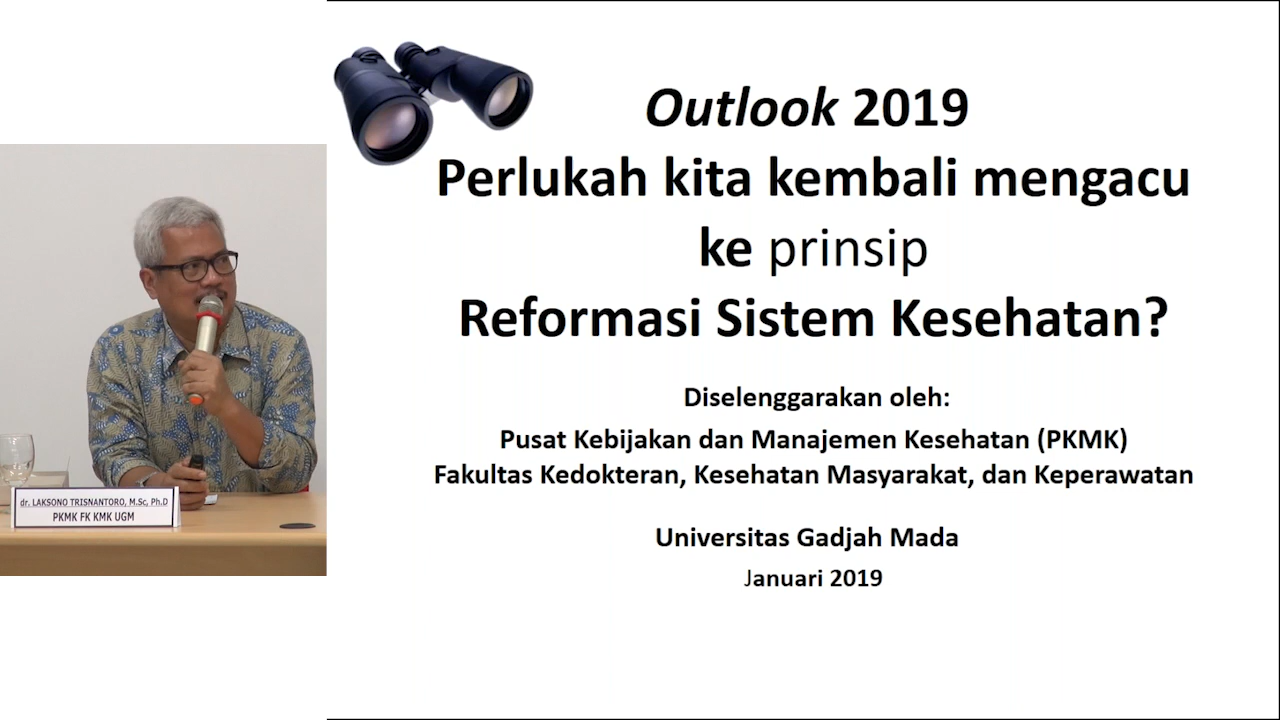 Outlook 2019
Perlukah kita kembali mengacu
ke prinsip
Reformasi Sistem Kesehatan?
Diselenggarakan oleh:
Pusat Kebijakan dan Manajemen Kesehatan (PKMK)
Fakultas Kedokteran, Kesehatan Masyarakat, dan Keperawatan
Universitas Gadjah Mada
Januari 2019
dr. LAKSONO TRISNANTORO, M.Sc, Ph.D
PKMK FK KMK UGM